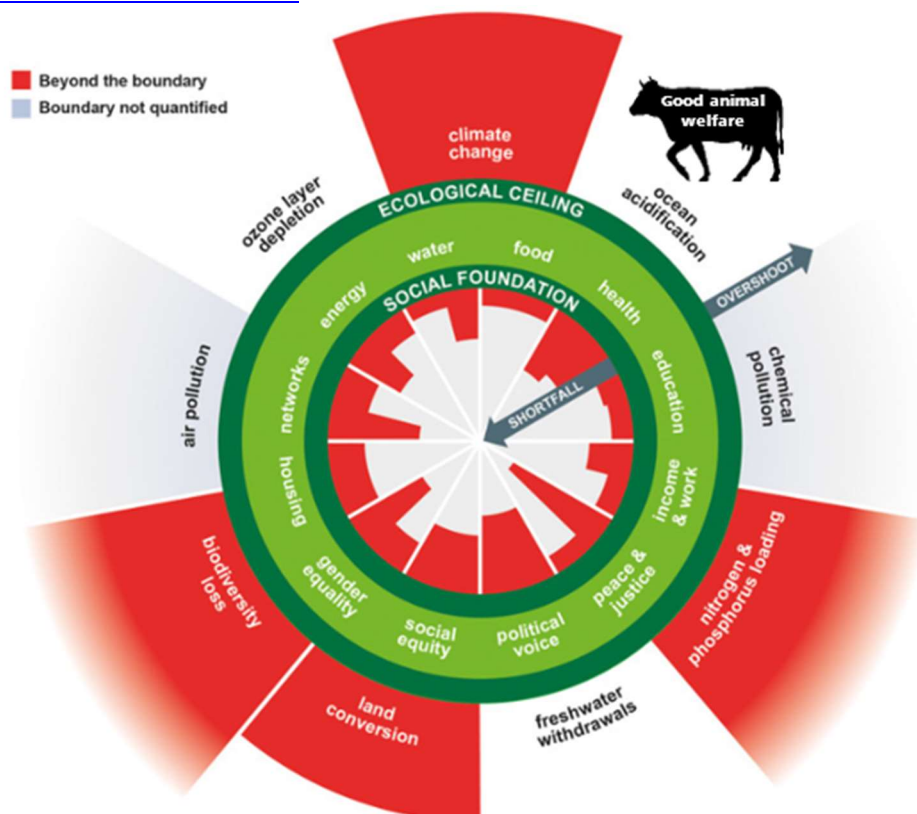 Beyond the boundary
Boundary not quantified
climate
change
Good animal
welfare
ozone layer
depletion
ocean
acidification
ECOLOGICAL CEILING
OVERSHOOT
water
food
energy
health
SOCIAL FOUNDATION
SHORTFALL
air pollution
chemical
pollution
networks
education
housing
income
& work
gender
equality
peace &
justice
social
equity
political
voice
biodiversity
loss
nitrogen &
phosphorus loading
land
conversion
freshwater
withdrawals